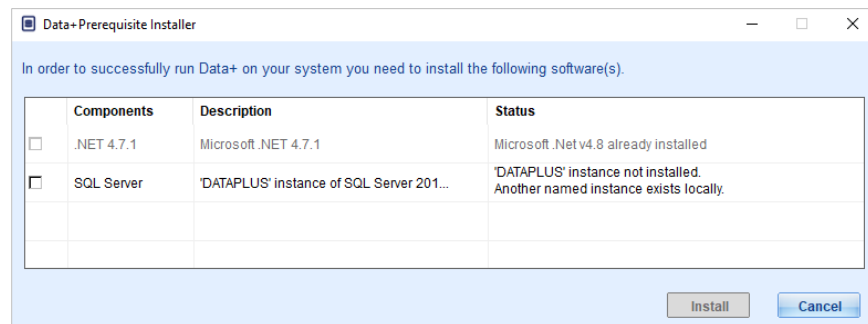 Data+Prerequisite Installer
In order to successfully run Data+ on your system you need to install the following software(s).
Components Description Status
.NET 4.7.1 Microsoft .NET 4.7.1 Microsoft .Net v4.8 already installed
SQL Server 'DATAPLUS' instance of SQL Server 201... 'DATAPLUS' instance not installed.
Another named instance exists locally.
Install Cancel